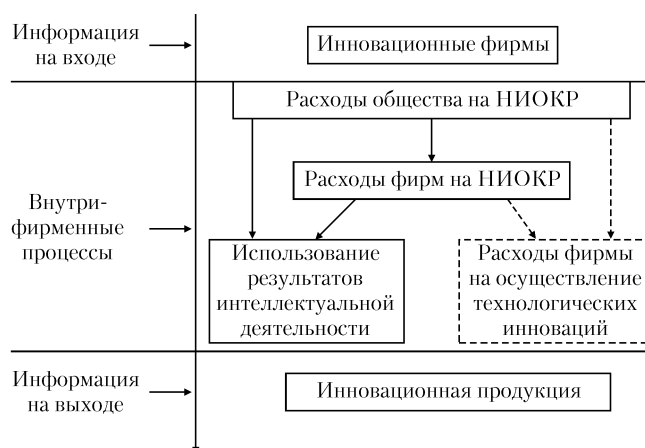 Информация
на входе
Инновационные фирмы
Расходы общества на НИОКР
Расходы фирм на НИОКР
Внутри-
фирменные
процессы
Использование
результатов
интеллектуальной
деятельности
Расходы фирмы
на осуществление
технологических
инноваций
Информация
на выходе
Инновационная продукция